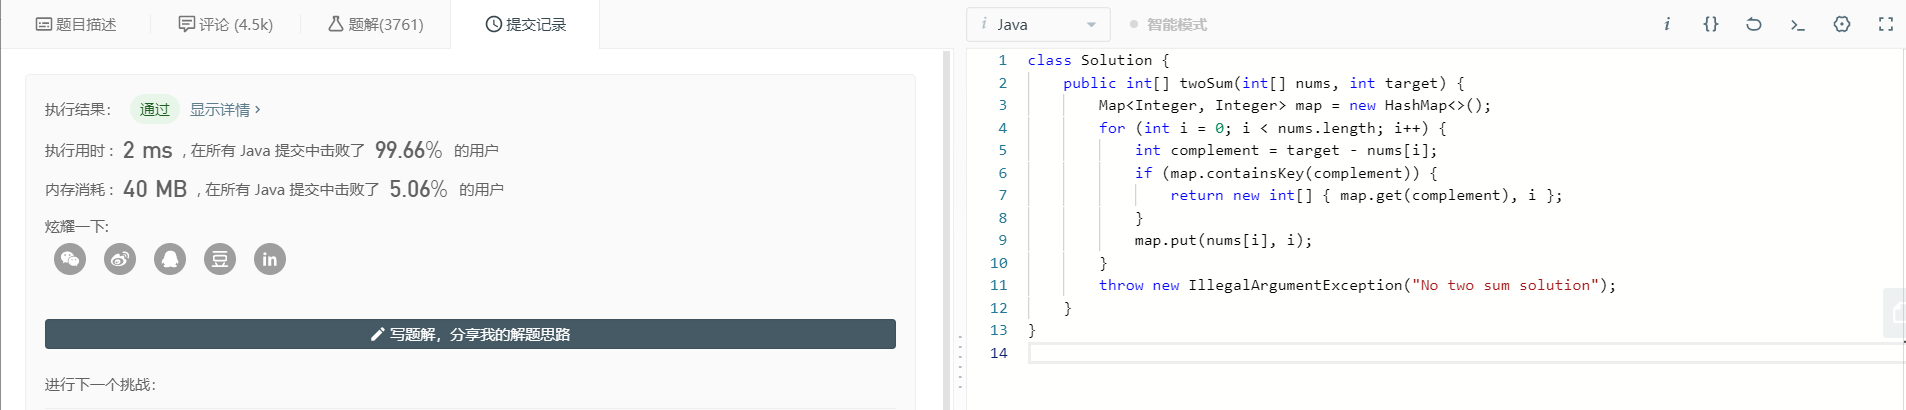 题目描述 评论 (4.5k) 题解(3761) 提交记录
执行结果： 通过 显示详情 ›
执行用时 : 2 ms , 在所有 Java 提交中击败了 99.66% 的用户
内存消耗 : 40 MB , 在所有 Java 提交中击败了 5.06% 的用户
炫耀一下:
豆 in
写题解，分享我的解题思路
进行下一个挑战：
i Java 智能模式 i {} >_
1 class Solution {
2 public int[] twoSum(int[] nums, int target) {
3 Map<Integer, Integer> map = new HashMap<>();
4 for (int i = 0; i < nums.length; i++) {
5 int complement = target - nums[i];
6 if (map.containsKey(complement)) {
7 return new int[] { map.get(complement), i };
8 }
9 map.put(nums[i], i);
10 }
11 throw new IllegalArgumentException("No two sum solution");
12 }
13 }
14